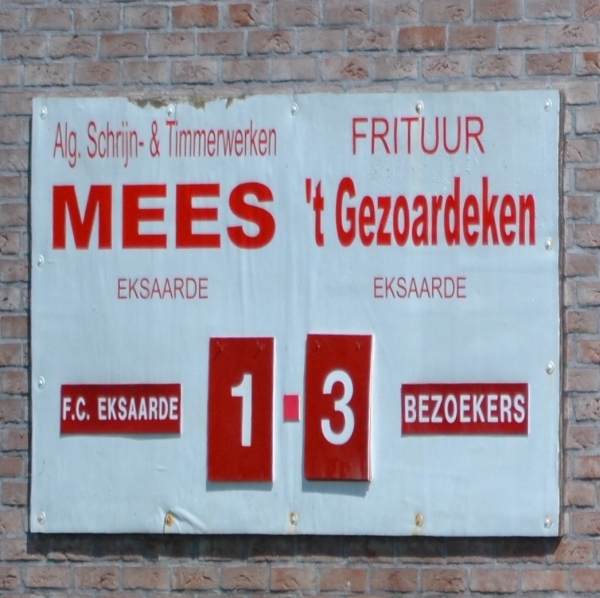 Alg. Schrijn- & Timmerwerken
MEES
EKSAARDE
FRITUUR
't Gezoardeken
EKSAARDE
F.C. EKSAARDE
1 - 3
BEZOEKERS